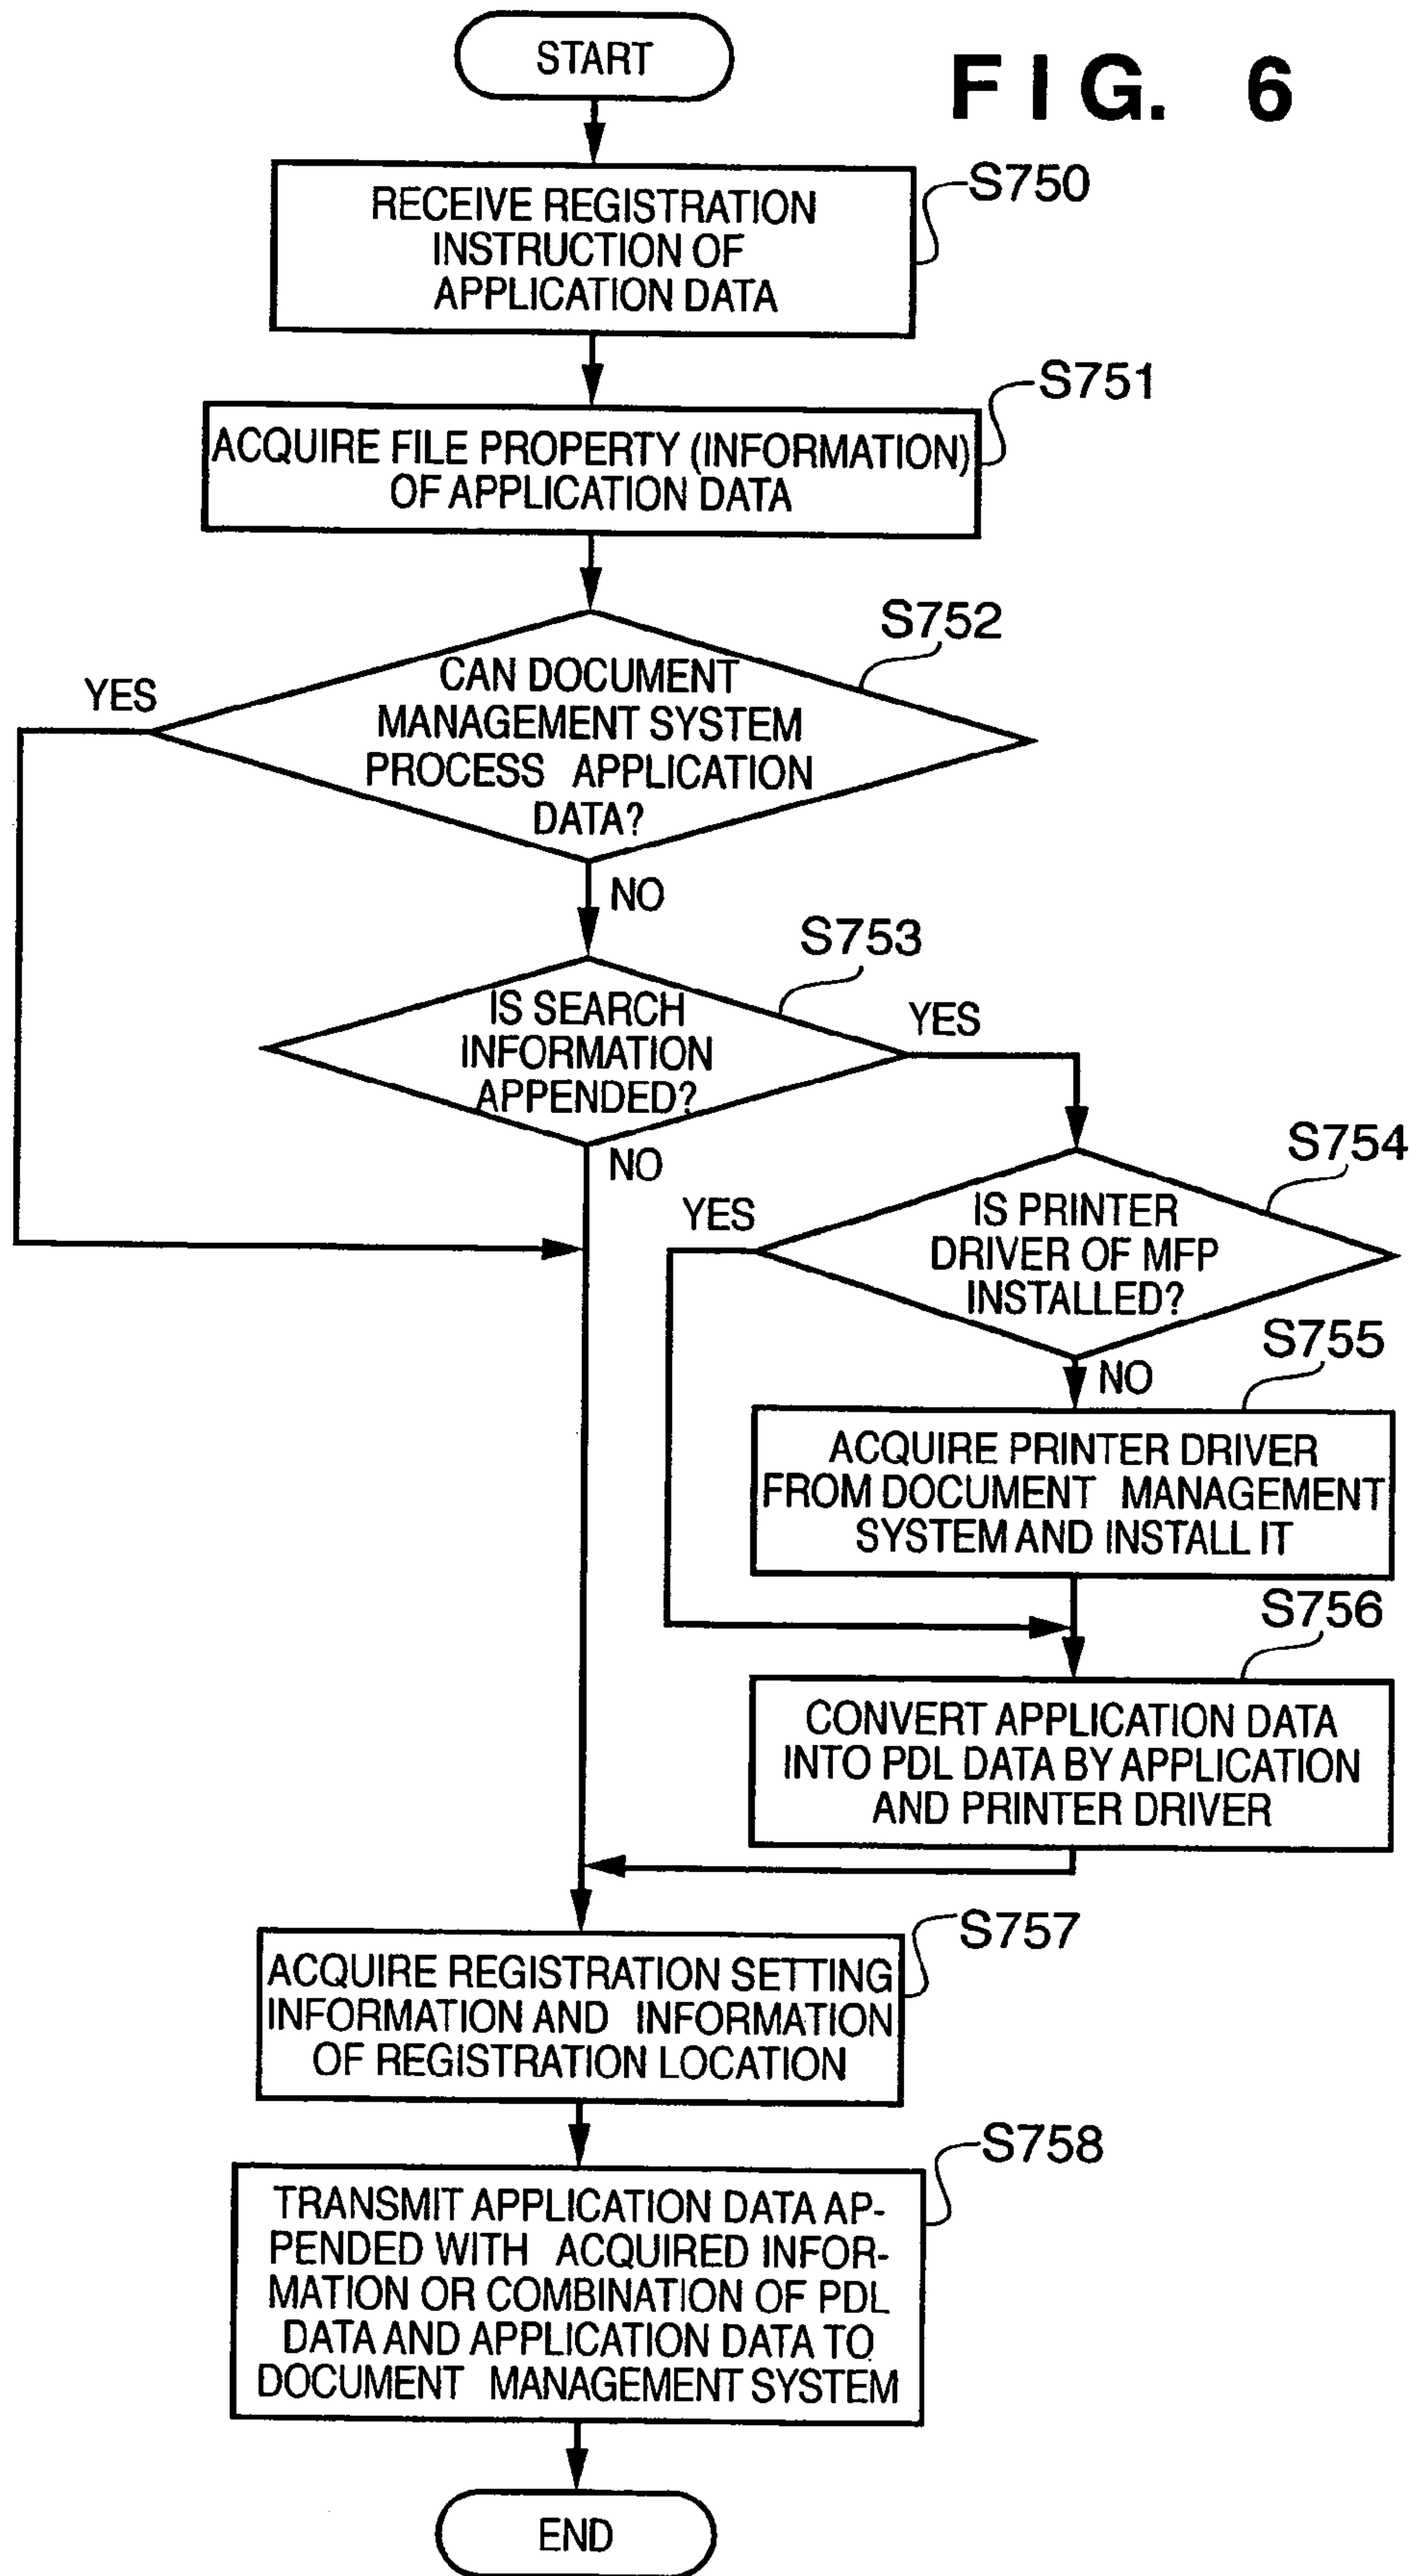 START
FIG. 6
RECEIVE REGISTRATION
INSTRUCTION OF
APPLICATION DATA
S750
ACQUIRE FILE PROPERTY (INFORMATION)
OF APPLICATION DATA
S751
CAN DOCUMENT
MANAGEMENT SYSTEM
PROCESS APPLICATION
DATA?
S752
YES
NO
IS SEARCH
INFORMATION
APPENDED?
S753
YES
NO
IS PRINTER
DRIVER OF MFP
INSTALLED?
S754
YES
NO
ACQUIRE PRINTER DRIVER
FROM DOCUMENT MANAGEMENT
SYSTEM AND INSTALL IT
S755
CONVERT APPLICATION DATA
INTO PDL DATA BY APPLICATION
AND PRINTER DRIVER
S756
ACQUIRE REGISTRATION SETTING
INFORMATION AND INFORMATION
OF REGISTRATION LOCATION
S757
TRANSMIT APPLICATION DATA AP-
PENDED WITH ACQUIRED INFOR-
MATION OR COMBINATION OF PDL
DATA AND APPLICATION DATA TO
DOCUMENT MANAGEMENT SYSTEM
S758
END